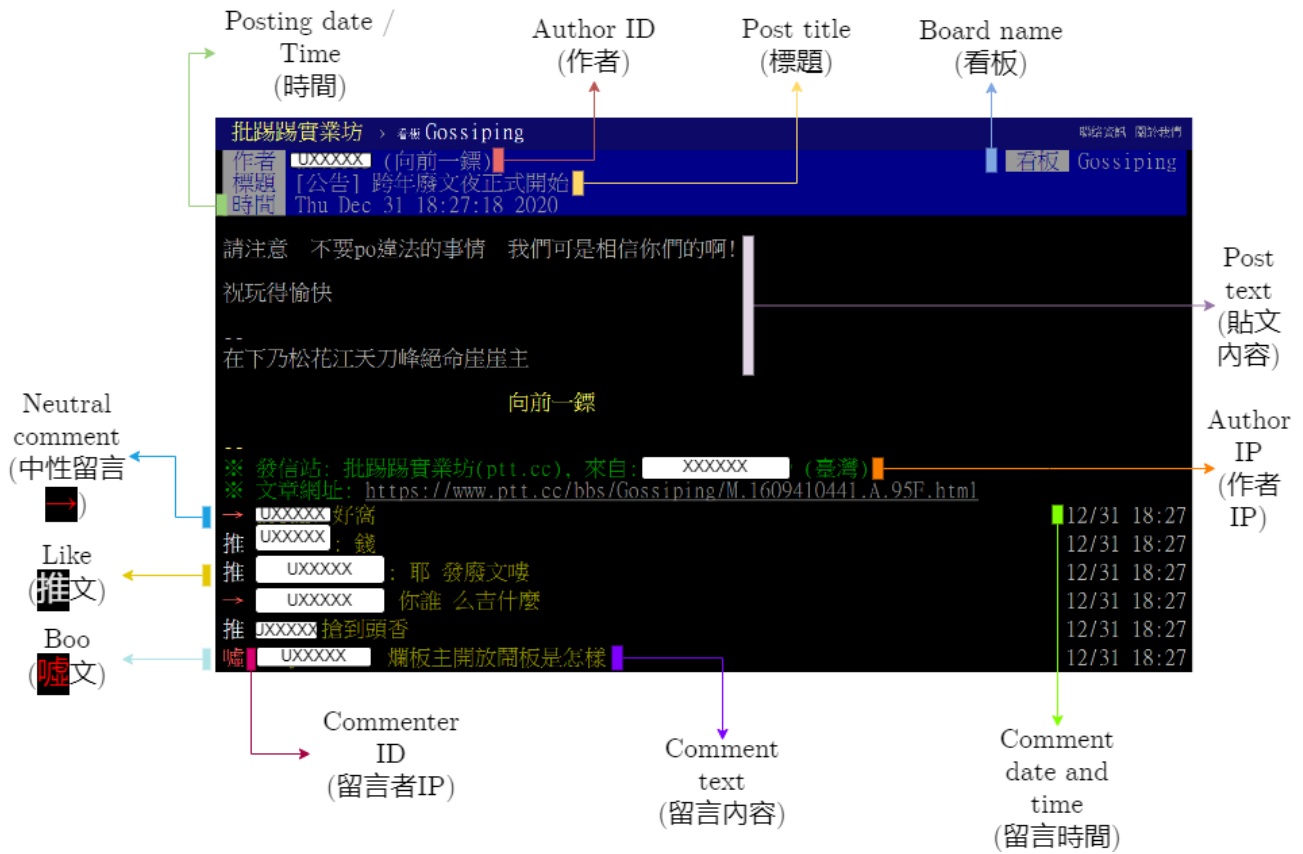 Posting date /
Time
(時間)
Author ID
(作者)
Post title
(標題)
Board name
(看板)
批踢踢實業坊 › 看板 Gossiping
聯絡資訊 關於我們
作者 UXXXXX (向前一鏢)
看板 Gossiping
標題 [公告] 跨年廢文夜正式開始
時間 Thu Dec 31 18:27:18 2020
請注意 不要po違法的事情 我們可是相信你們的啊!
祝玩得愉快
--
在下乃松花江天刀峰絕命崖崖主
向前一鏢
--
※ 發信站: 批踢踢實業坊(ptt.cc), 來自: XXXXXX (臺灣)
※ 文章網址: https://www.ptt.cc/bbs/Gossiping/M.1609410441.A.95F.html
→ UXXXXX 好窩 12/31 18:27
推 UXXXXX : 錢 12/31 18:27
推 UXXXXX : 耶 發廢文嘍 12/31 18:27
→ UXXXXX 你誰 么吉什麼 12/31 18:27
推 UXXXXX 搶到頭香 12/31 18:27
噓 UXXXXX 爛板主開放鬧板是怎樣 12/31 18:27
Post
text
(貼文
內容)
Author
IP
(作者
IP)
Neutral
comment
(中性留言
→)
Like
(推文)
Boo
(噓文)
Commenter
ID
(留言者IP)
Comment
text
(留言內容)
Comment
date and
time
(留言時間)